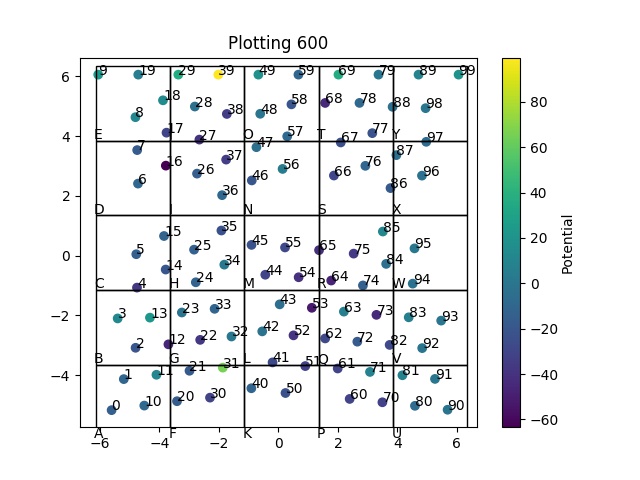 Plotting 600
9 19 29 39 49 59 69 79 89 99
18 28 38 48 58 68 78 88 98
8 17 27 37 47 57 67 77 87 97
E J O T Y
7 16 26 36 46 56 66 76 86 96
6
D I N S X
15 25 35 45 55 65 75 85 95
5 14 24 34 44 54 64 74 84 94
4
C H M R W
3 13 23 33 43 53 63 73 83 93
2 12 22 32 42 52 62 72 82 92
B G L Q V
1 11 21 31 41 51 61 71 81 91
0 10 20 30 40 50 60 70 80 90
A F K P U
6
4
2
0
−2
−4
−6 −4 −2 0 2 4 6
80
60
40
20
0
−20
−40
−60
Potential